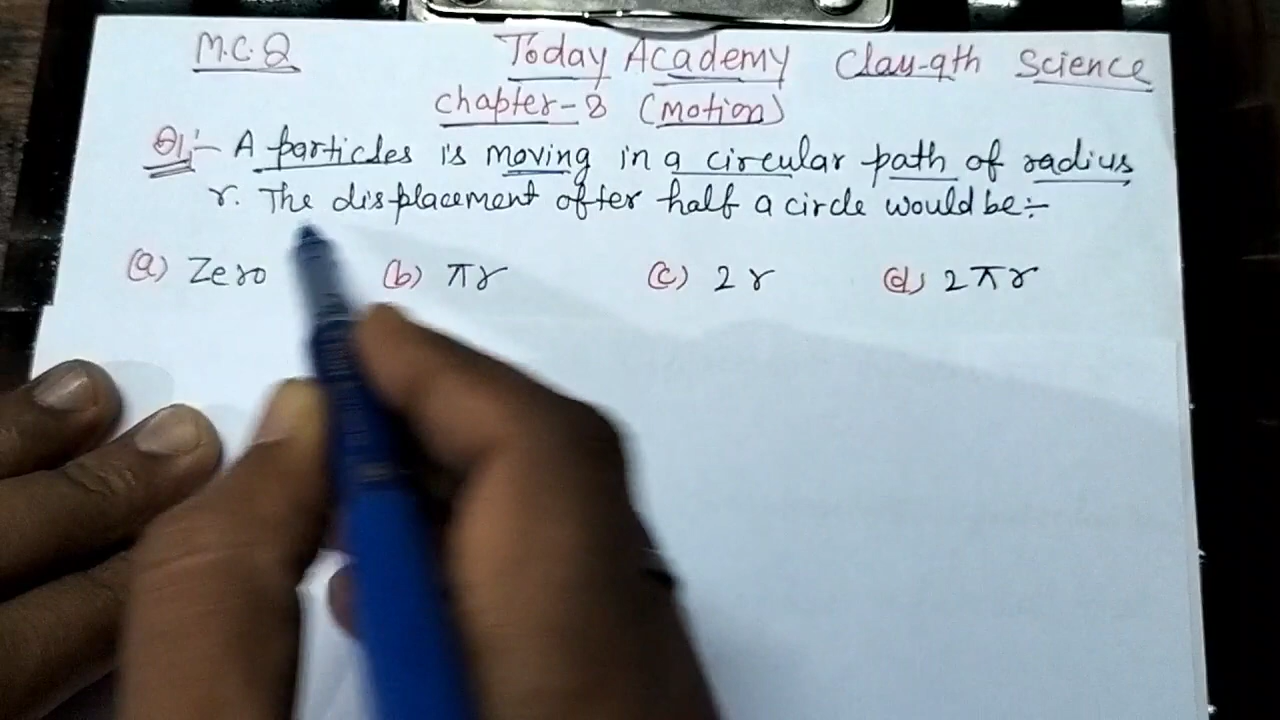 M.C.Q Today Academy Class-9th Science
Chapter-8 (Motion)
Q1:- A particles is moving in a circular path of radius
r. The displacement after half a circle would be:-
(a) Zero (b) πr (c) 2r (d) 2πr